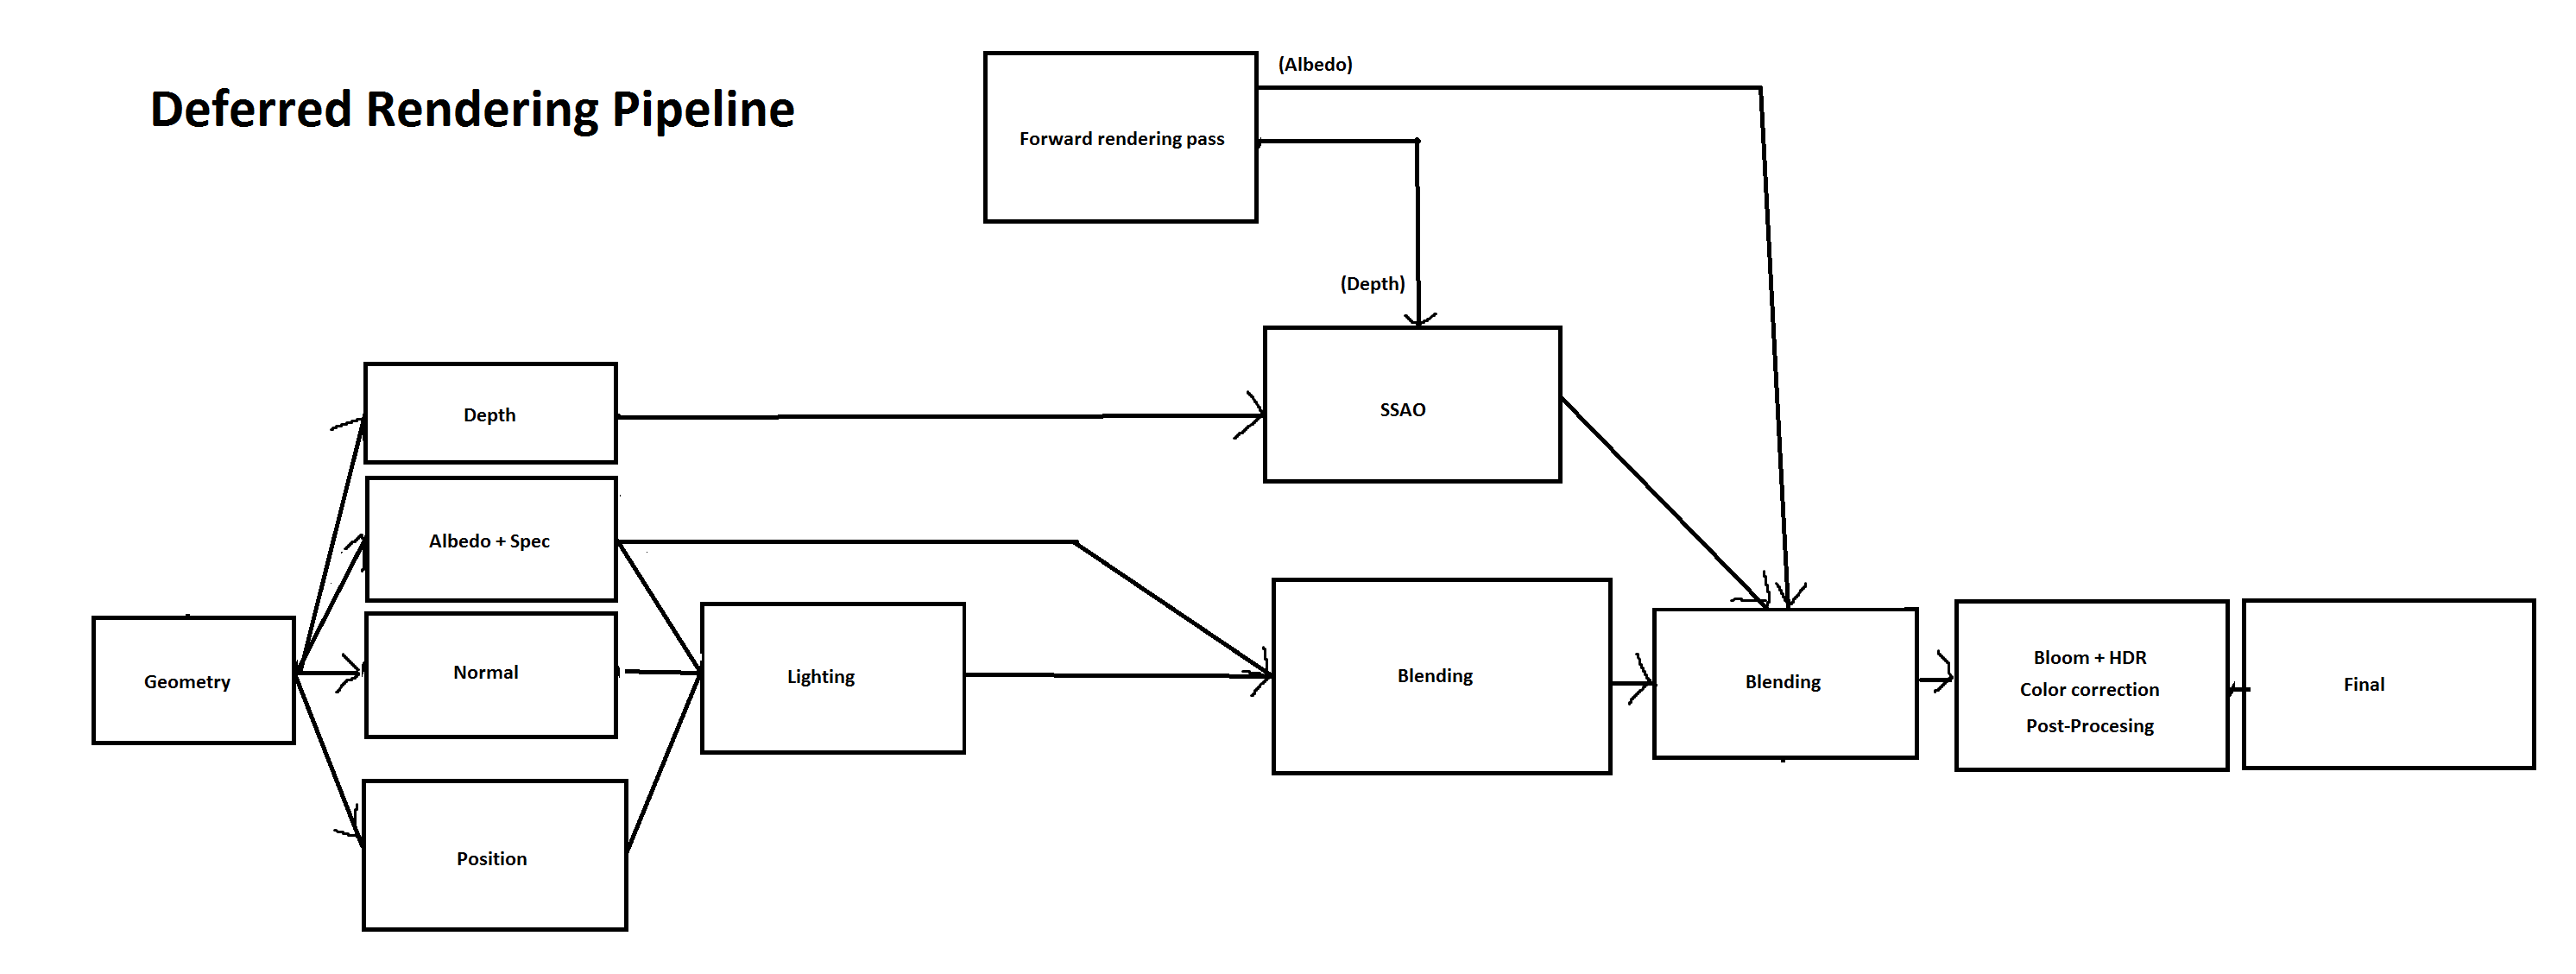 Deferred Rendering Pipeline
(Albedo)
Forward rendering pass
(Depth)
SSAO
Depth
Albedo + Spec
Geometry
Normal
Position
Lighting
Blending
Blending
Bloom + HDR
Color correction
Post-Procesing
Final